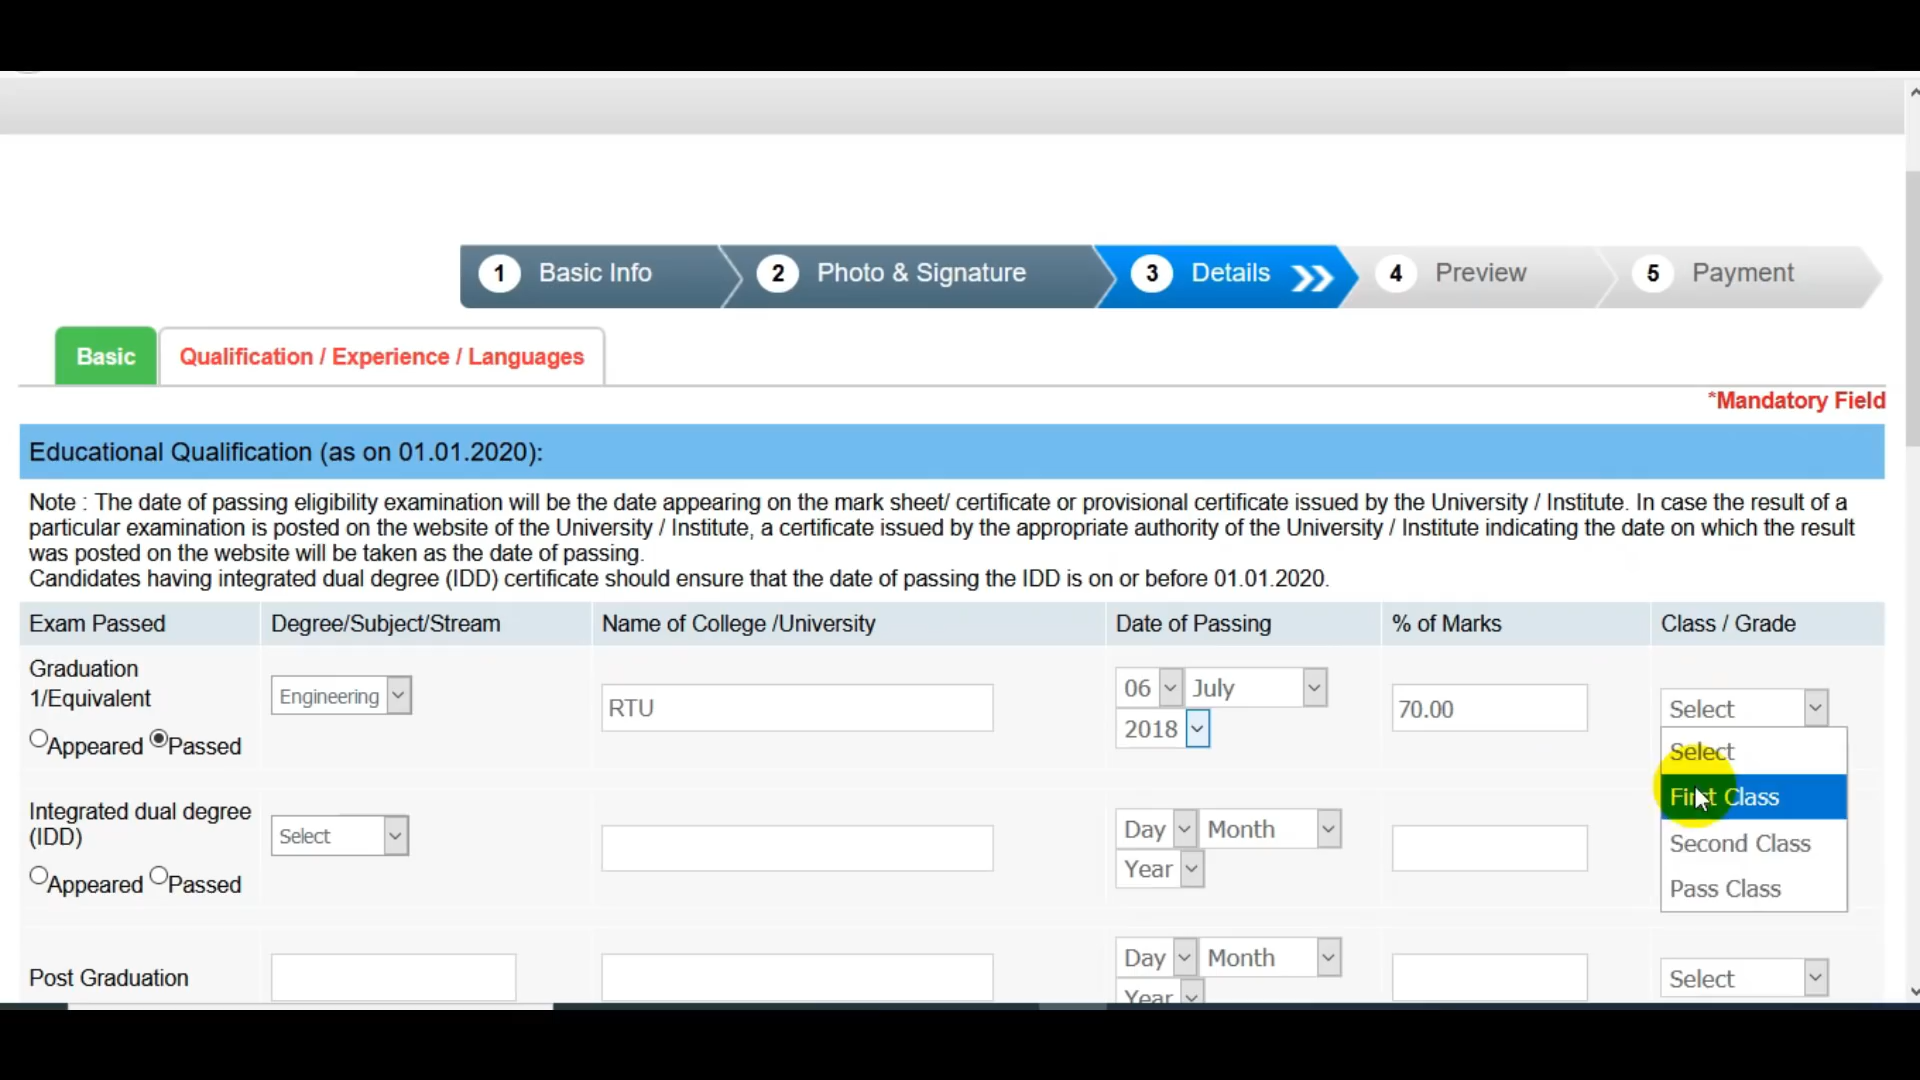 1 Basic Info 2 Photo & Signature 3 Details 4 Preview 5 Payment
Basic Qualification / Experience / Languages
*Mandatory Field
Educational Qualification (as on 01.01.2020):
Note : The date of passing eligibility examination will be the date appearing on the mark sheet/ certificate or provisional certificate issued by the University / Institute. In case the result of a
particular examination is posted on the website of the University / Institute, a certificate issued by the appropriate authority of the University / Institute indicating the date on which the result
was posted on the website will be taken as the date of passing.
Candidates having integrated dual degree (IDD) certificate should ensure that the date of passing the IDD is on or before 01.01.2020.
Exam Passed Degree/Subject/Stream Name of College /University Date of Passing % of Marks Class / Grade
Graduation
1/Equivalent
Appeared Passed
Engineering
RTU
06 July
2018
70.00
Select
Select
First Class
Second Class
Pass Class
Integrated dual degree
(IDD)
Appeared Passed
Select
Day Month
Year
Post Graduation
Day Month
Year
Select